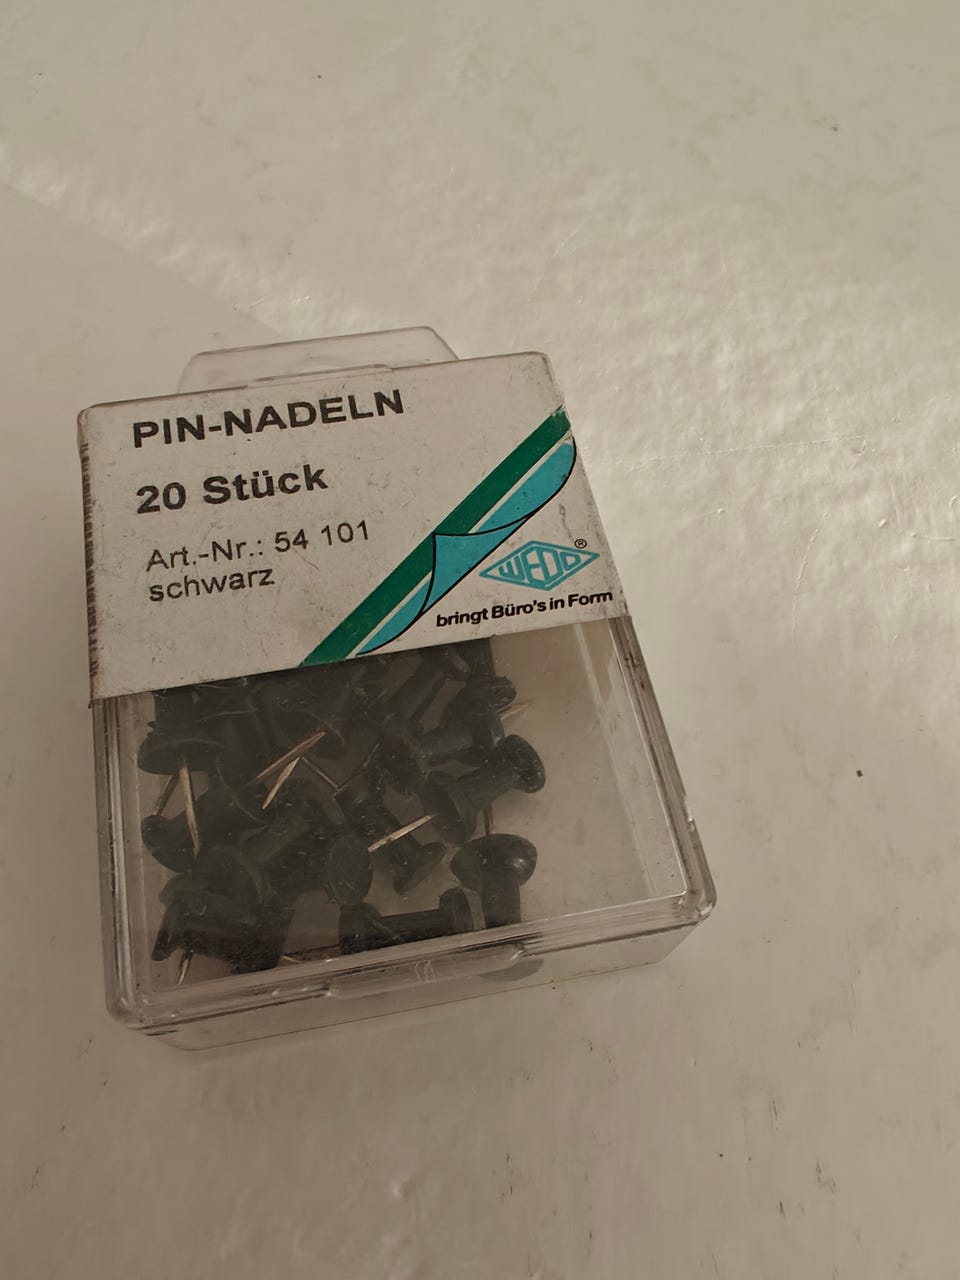 PIN-NADELN
20 Stück
Art.-Nr.: 54 101
schwarz
WEDO®
bringt Büro's in Form